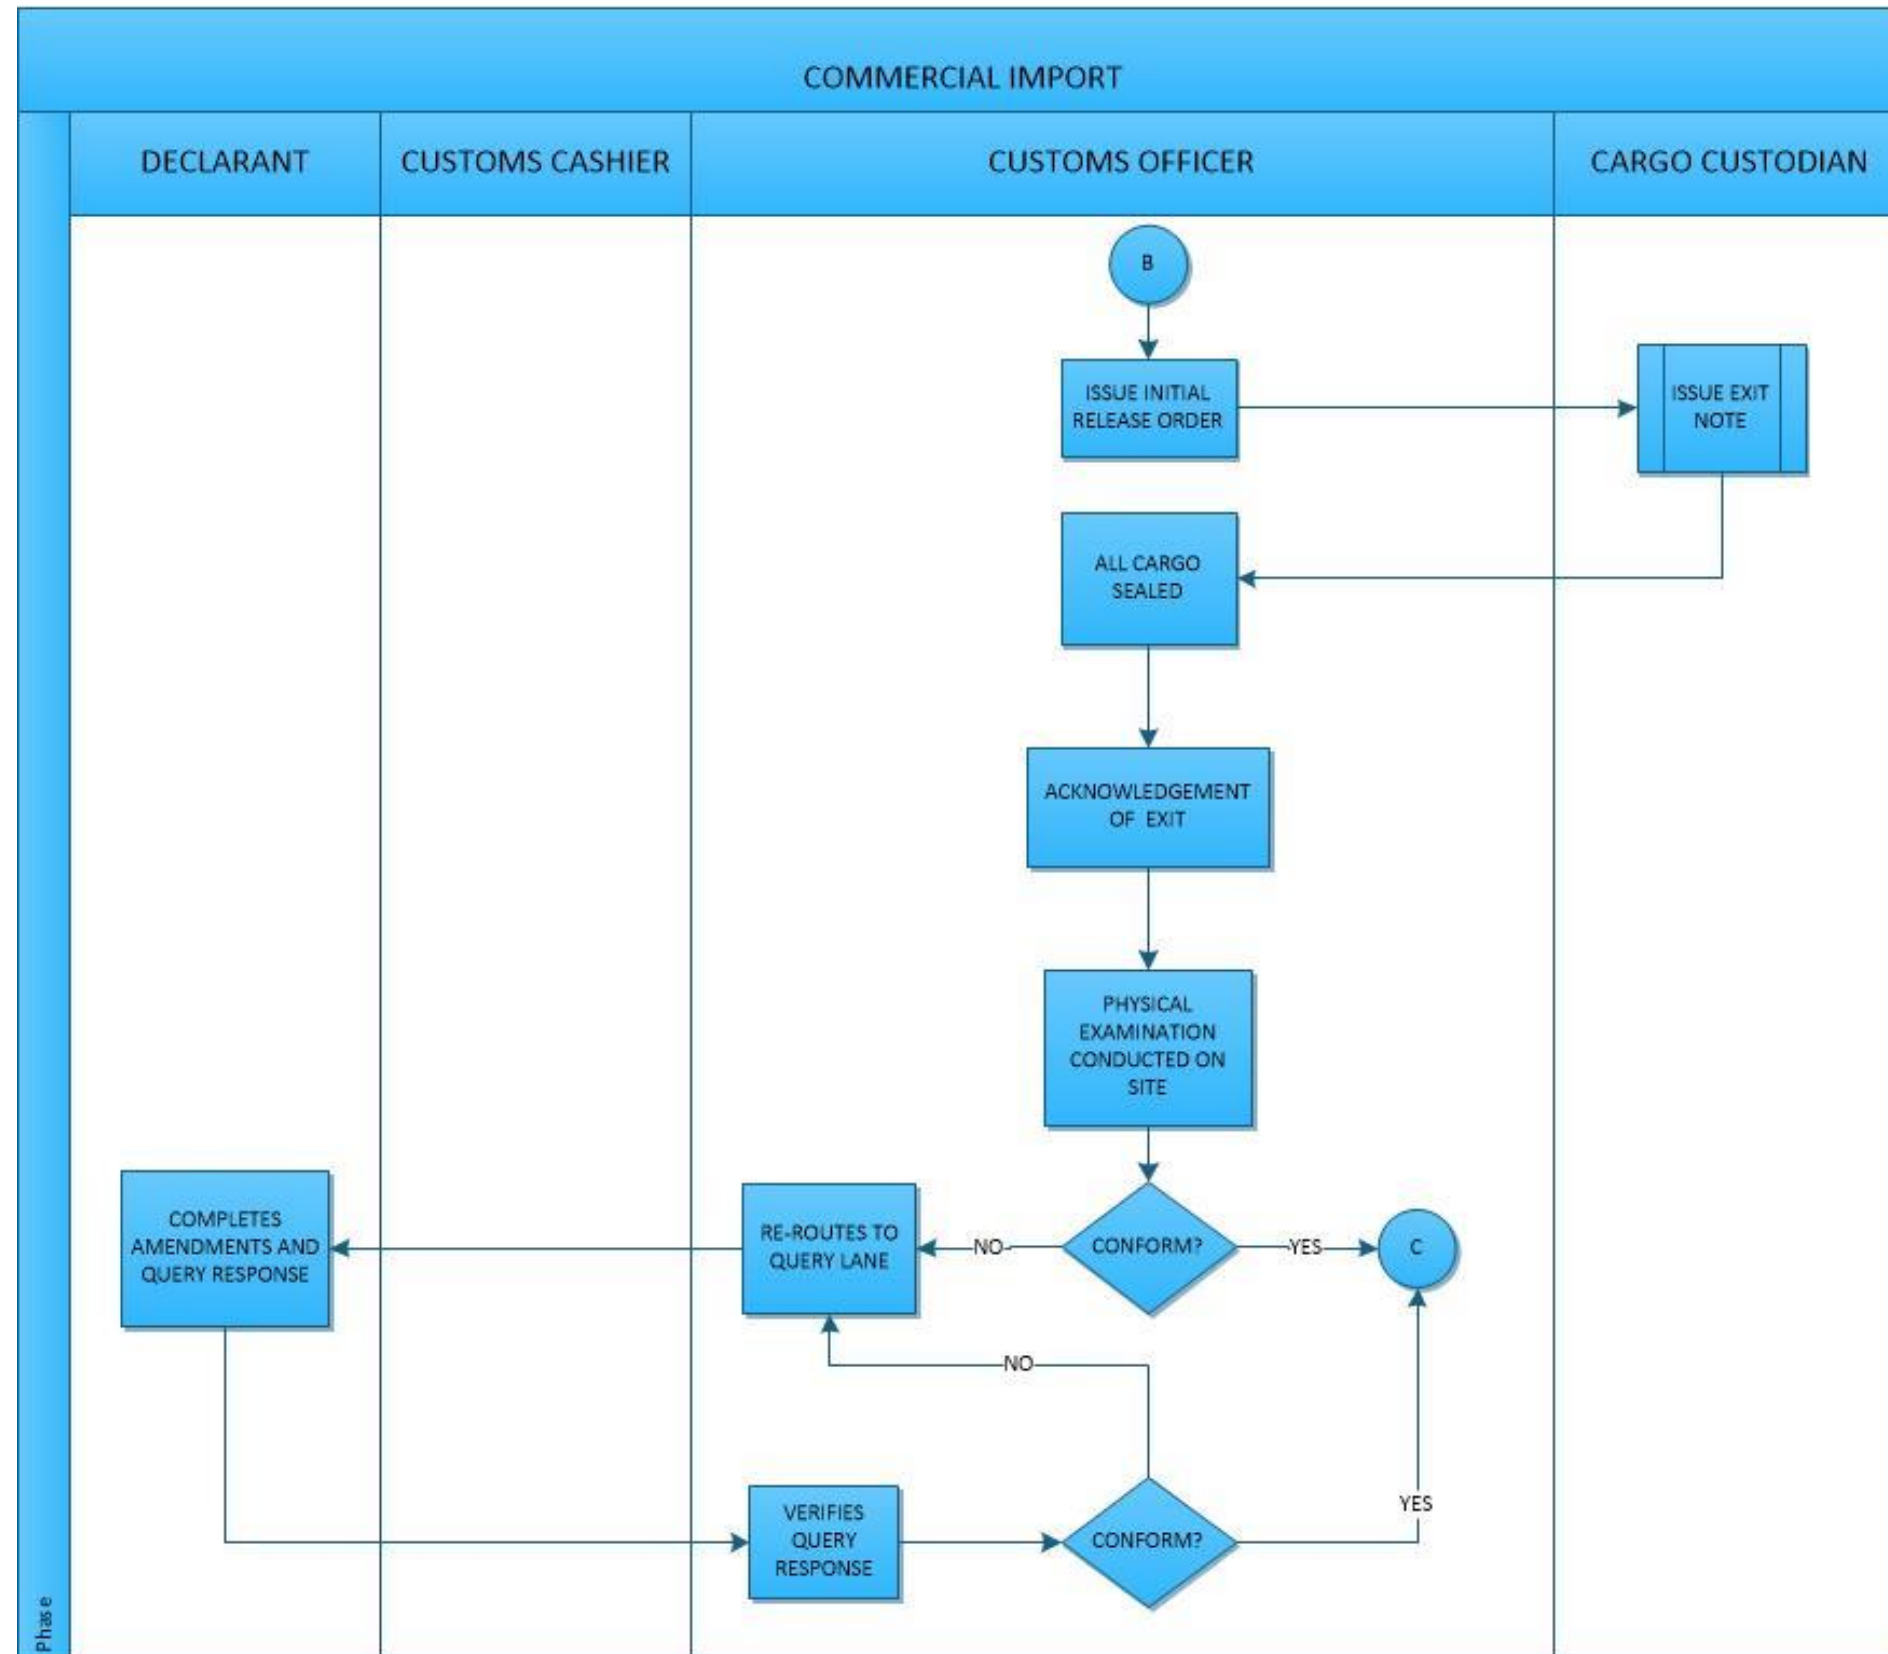 COMMERCIAL IMPORT
DECLARANT
CUSTOMS CASHIER
CUSTOMS OFFICER
CARGO CUSTODIAN
B
ISSUE INITIAL
RELEASE ORDER
ISSUE EXIT
NOTE
ALL CARGO
SEALED
ACKNOWLEDGEMENT
OF EXIT
PHYSICAL
EXAMINATION
CONDUCTED ON
SITE
COMPLETES
AMENDMENTS AND
QUERY RESPONSE
RE-ROUTES TO
QUERY LANE
NO
CONFORM?
YES
C
NO
VERIFIES
QUERY
RESPONSE
CONFORM?
YES
Phase